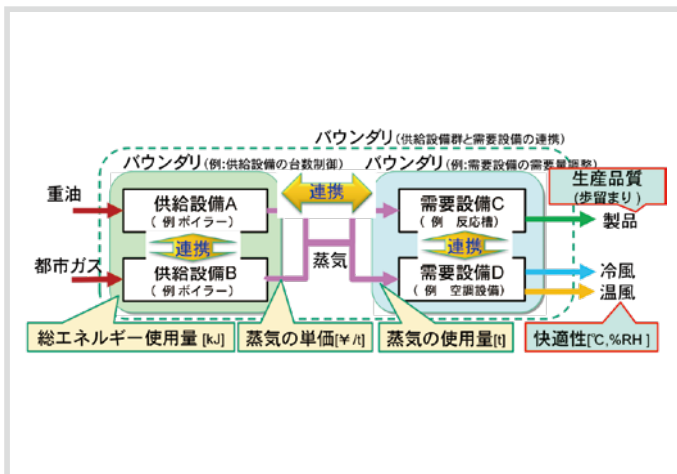 バウンダリ(供給設備群と需要設備の連携)
バウンダリ(例:供給設備の台数制御)
バウンダリ(例:需要設備の需要量調整)
重油
供給設備A
( 例 ボイラー)
連携
都市ガス
供給設備B
( 例 ボイラー)
連携
蒸気
需要設備C
( 例 反応槽)
連携
需要設備D
( 例 空調設備)
生産品質
(歩留まり)
製品
冷風
温風
総エネルギー使用量 [kJ]
蒸気の単価[¥/t]
蒸気の使用量[t]
快適性[℃,%RH ]